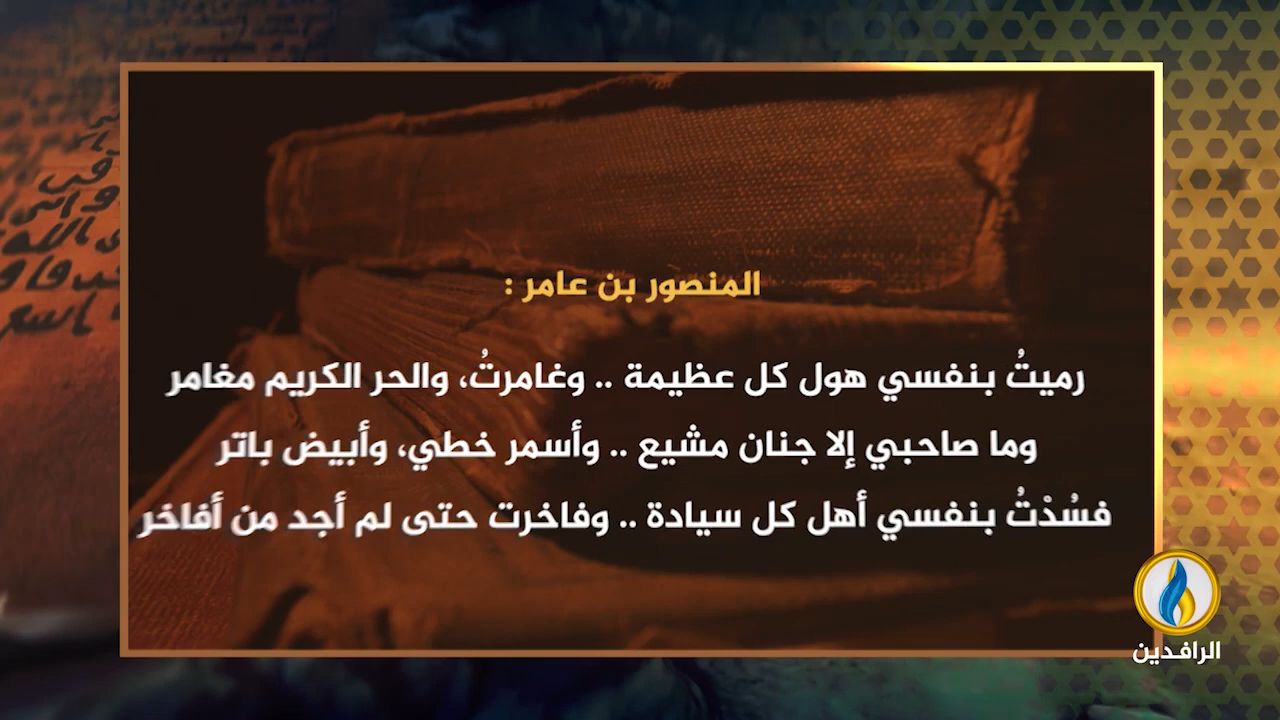 المنصور بن عامر :
رميتُ بنفسي هول كل عظيمة .. وغامرتُ، والحر الكريم مغامر
وما صاحبي إلا جنان مشيع .. وأسمر خطي، وأبيض باتر
فسُدْتُ بنفسي أهل كل سيادة .. وفاخرت حتى لم أجد من أفاخر
الرافدين